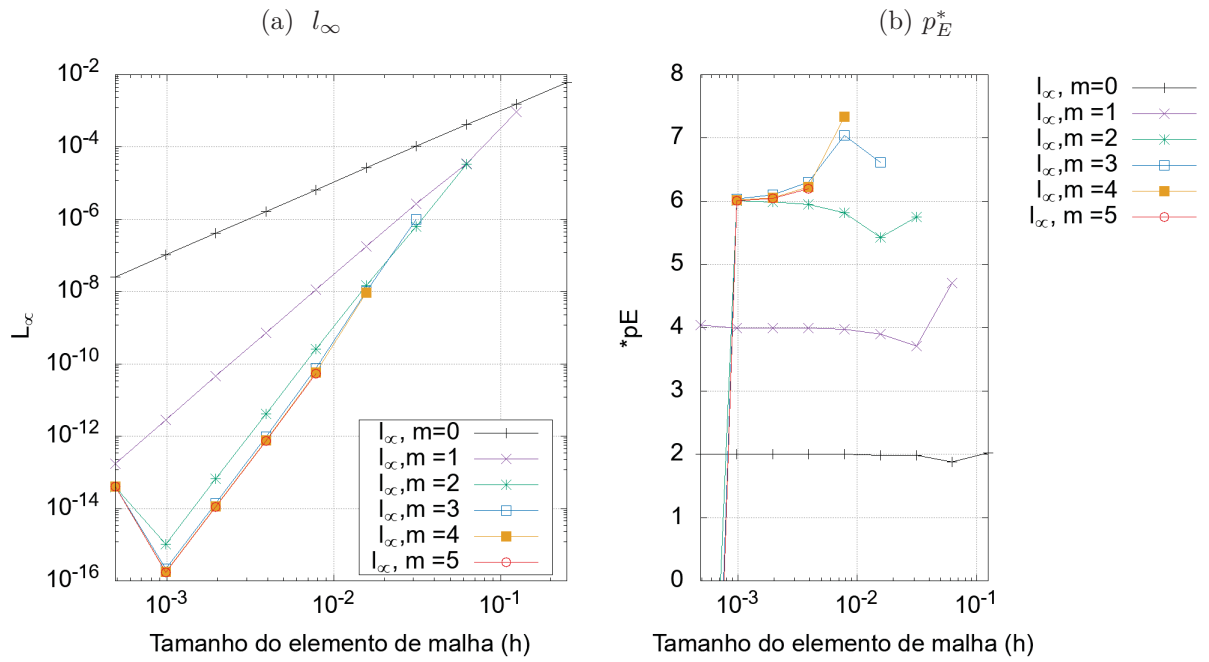 (a) l∞
(b) p*E
10-2
10-4
10-6
10-8
10-10
10-12
10-14
10-16
L∞
10-3
10-2
10-1
Tamanho do elemento de malha (h)
l∞, m=0
l∞,m =1
l∞,m =2
l∞,m =3
l∞,m =4
l∞, m =5
8
7
6
5
4
3
2
1
0
*pE
10-3
10-2
10-1
Tamanho do elemento de malha (h)
l∞, m=0
l∞,m =1
l∞,m =2
l∞,m =3
l∞,m =4
l∞, m =5